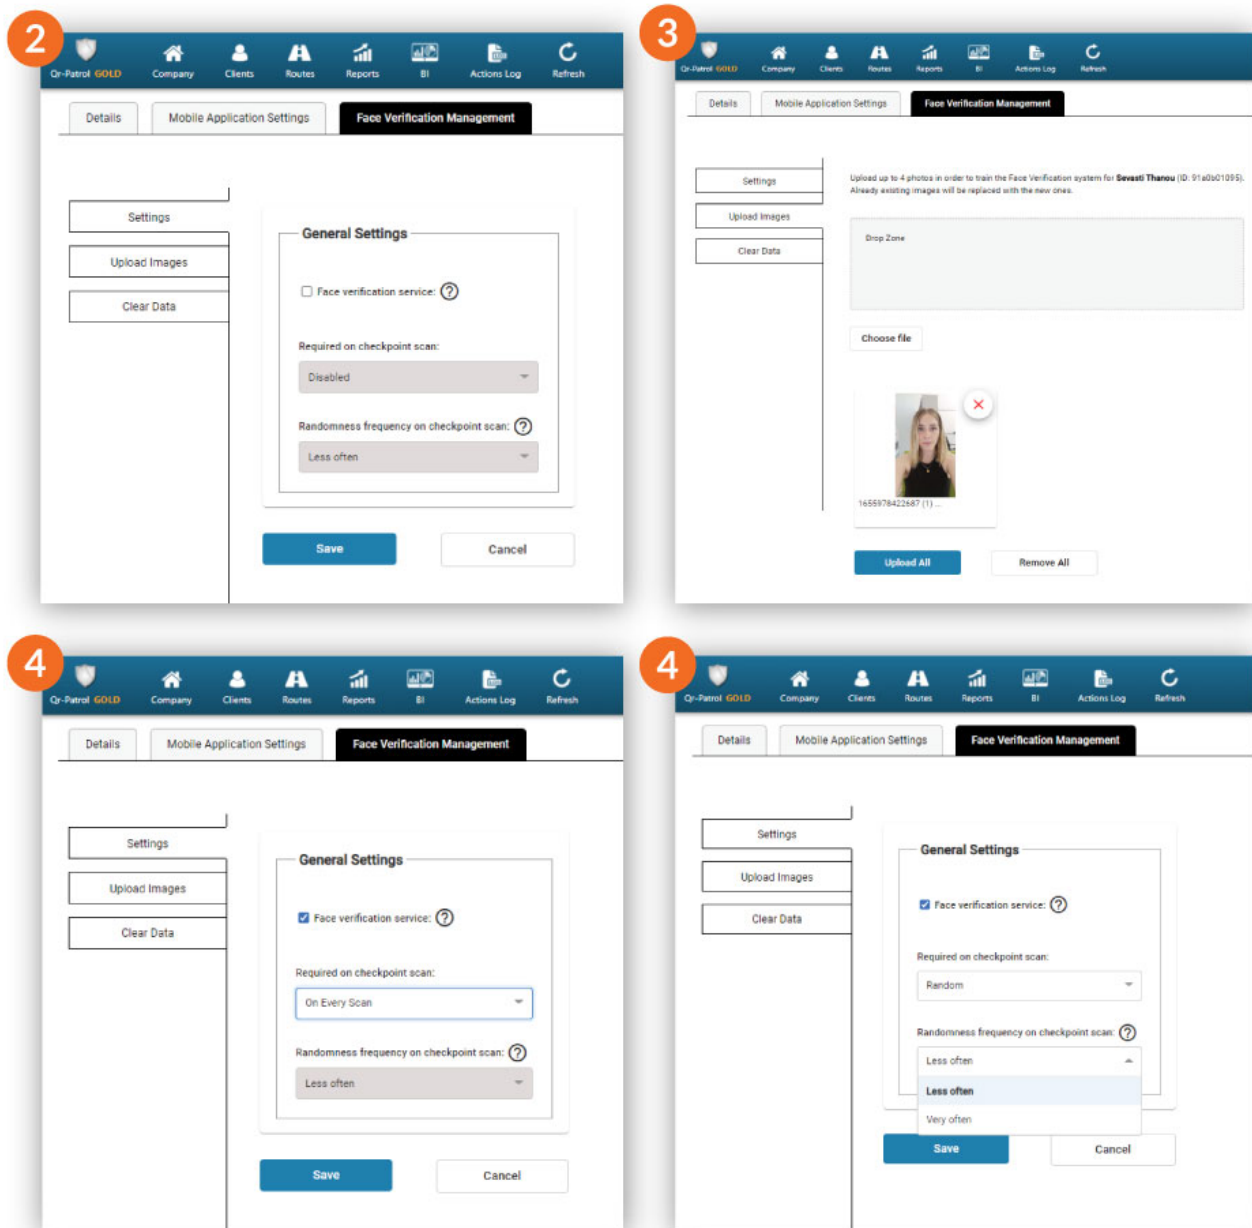 2
Qr-Patrol GOLD Company Clients Routes Reports BI Actions Log Refresh
Details Mobile Application Settings Face Verification Management
Settings
Upload Images
Clear Data
General Settings
Face verification service: ?
Required on checkpoint scan:
Disabled
Randomness frequency on checkpoint scan: ?
Less often
Save Cancel
3
Qr-Patrol GOLD Company Clients Routes Reports BI Actions Log Refresh
Details Mobile Application Settings Face Verification Management
Settings
Upload Images
Clear Data
Upload up to 4 photos in order to train the Face Verification system for Sevasti Thanou (ID: 91a0b01095).
Already existing images will be replaced with the new ones.
Drop Zone
Choose file
1655978422687 (1) ...
Upload All Remove All
4
Qr-Patrol GOLD Company Clients Routes Reports BI Actions Log Refresh
Details Mobile Application Settings Face Verification Management
Settings
Upload Images
Clear Data
General Settings
Face verification service: ?
Required on checkpoint scan:
On Every Scan
Randomness frequency on checkpoint scan: ?
Less often
Save Cancel
4
Qr-Patrol GOLD Company Clients Routes Reports BI Actions Log Refresh
Details Mobile Application Settings Face Verification Management
Settings
Upload Images
Clear Data
General Settings
Face verification service: ?
Required on checkpoint scan:
Random
Randomness frequency on checkpoint scan: ?
Less often
Less often
Very often
Save Cancel